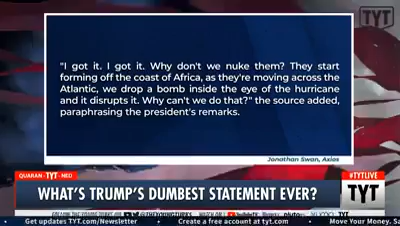 TYT
"I got it. I got it. Why don't we nuke them? They start
forming off the coast of Africa, as they're moving across the
Atlantic, we drop a bomb inside the eye of the hurricane
and it disrupts it. Why can't we do that?" the source added,
paraphrasing the president's remarks.
Jonathan Swan, Axios
QUARAN-TYT-NED
#TYTLIVE
WHAT'S TRUMP'S DUMBEST STATEMENT EVER?
TYT
Get updates TYT.com/Newsletter • Create a free account at tyt.com • Move Your Money. Sa